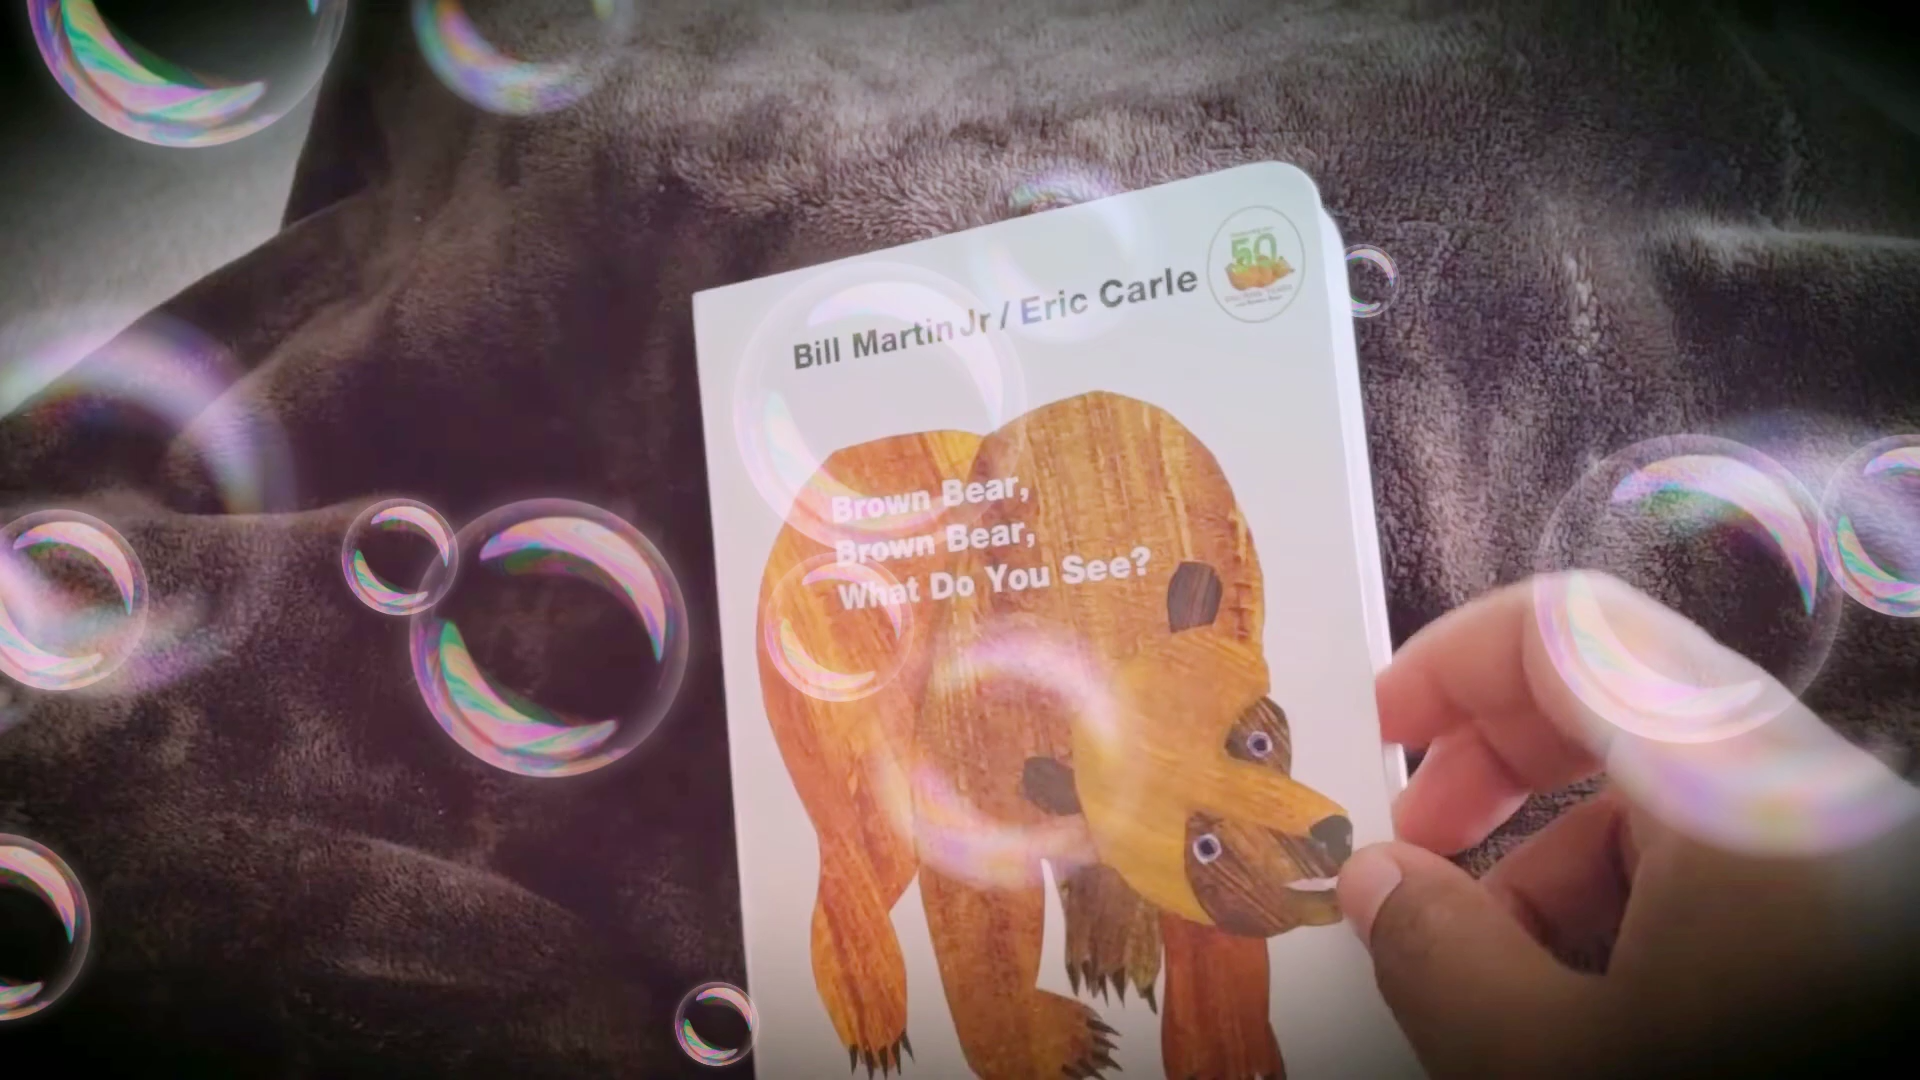 Bill Martin Jr / Eric Carle
50
Brown Bear,
Brown Bear,
What Do You See?